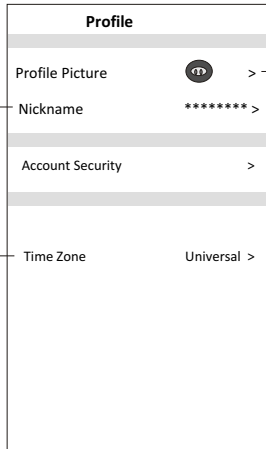 Profile
Profile Picture >
Nickname ******** >
Account Security >
Time Zone Universal >